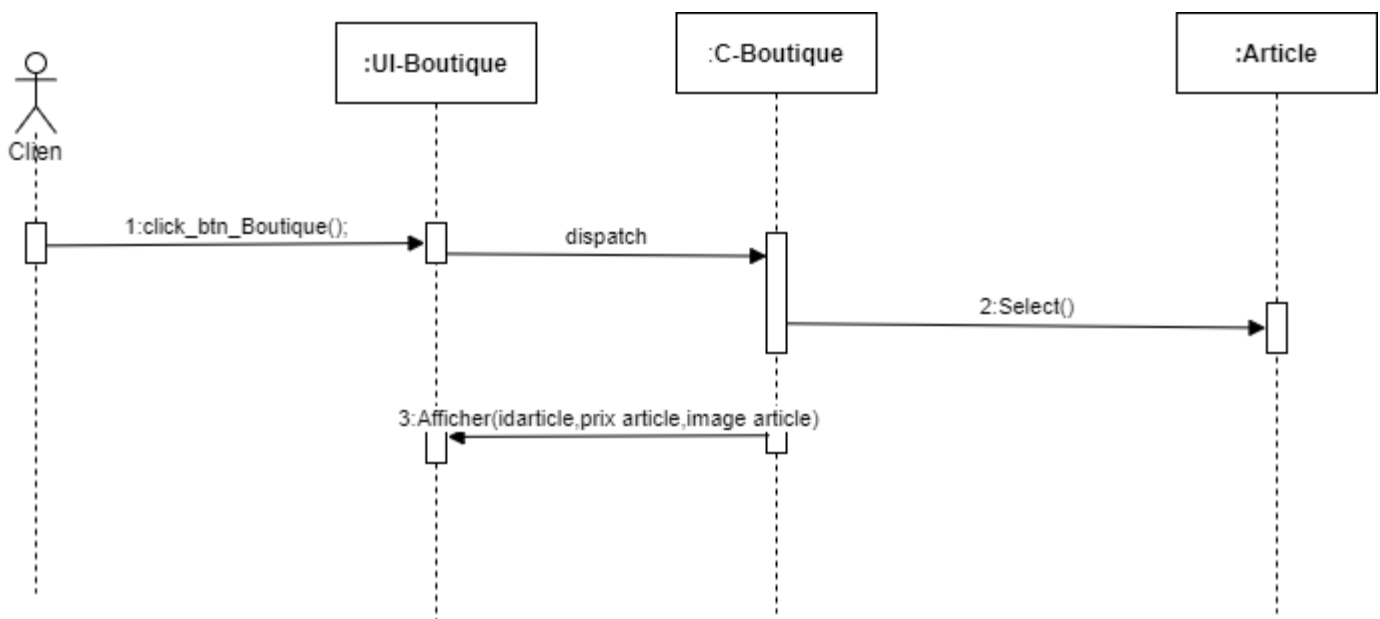 :UI-Boutique
:C-Boutique
:Article
Clien
1:click_btn_Boutique();
dispatch
2:Select()
3:Afficher(idarticle,prix article,image article)